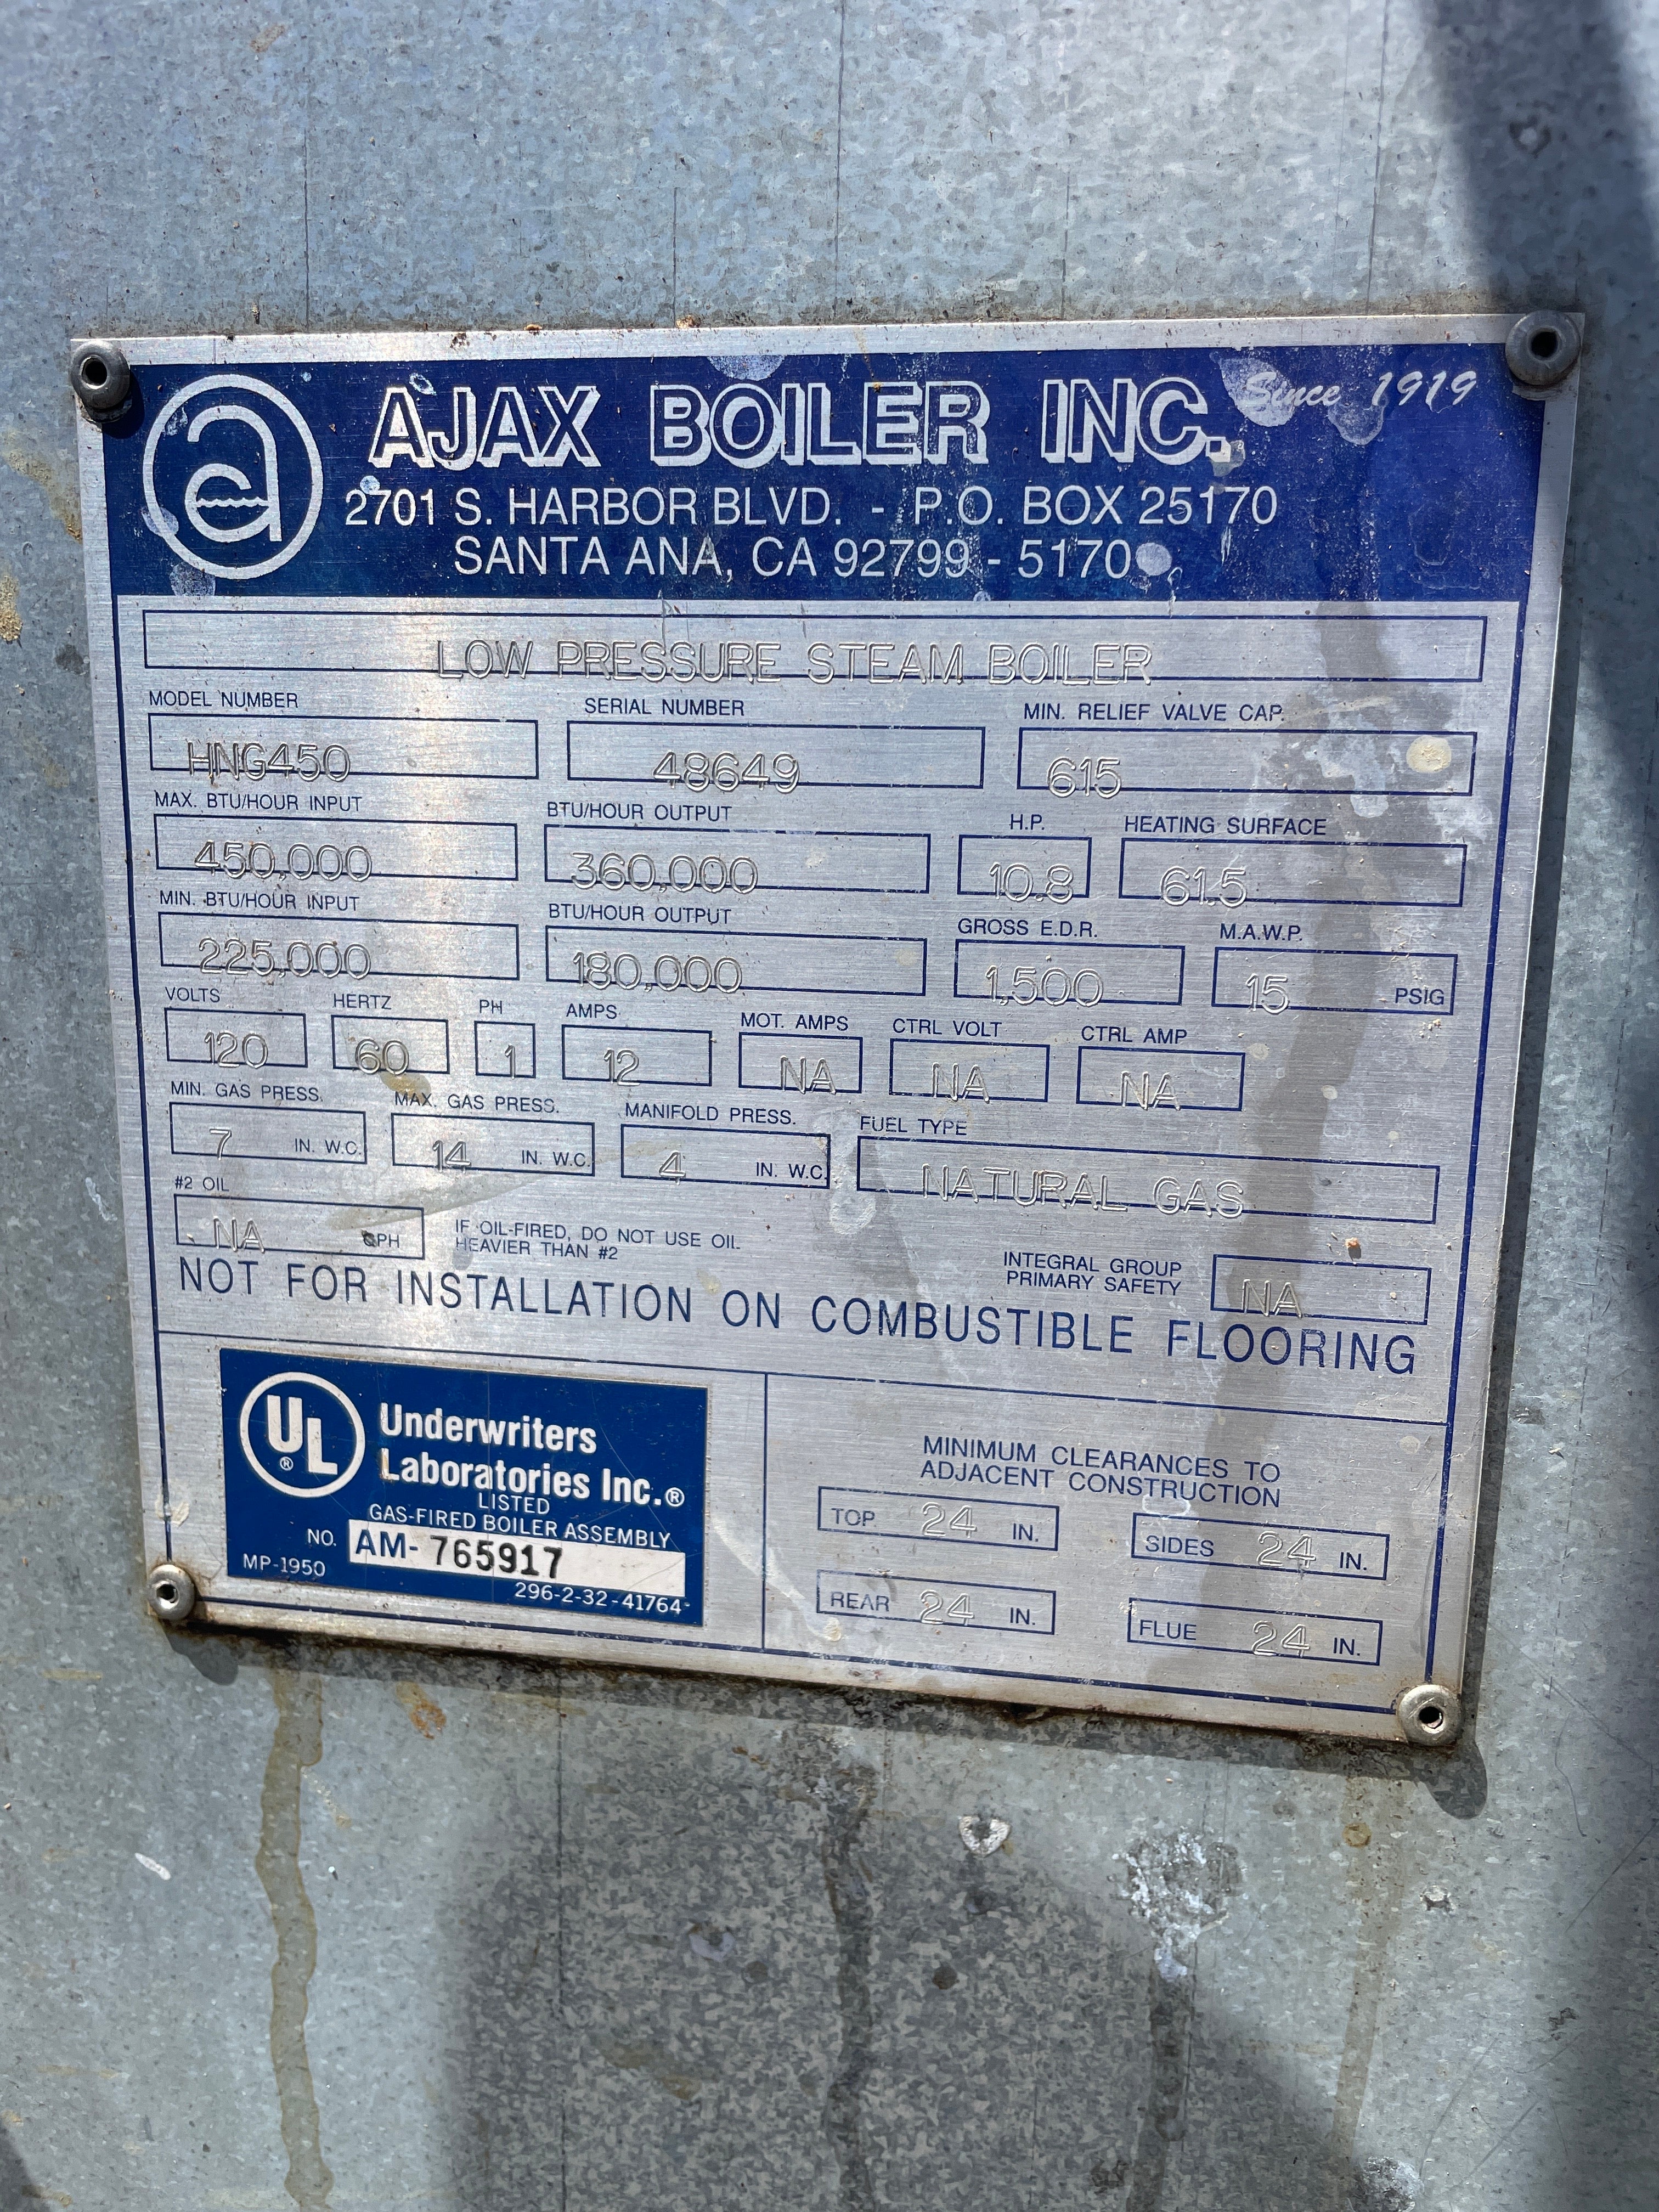 AJAX BOILER INC. Since 1919
2701 S. HARBOR BLVD. - P.O. BOX 25170
SANTA ANA, CA 92799 - 5170
LOW PRESSURE STEAM BOILER
MODEL NUMBER SERIAL NUMBER MIN. RELIEF VALVE CAP.
HNG450 48649 615
MAX. BTU/HOUR INPUT BTU/HOUR OUTPUT H.P. HEATING SURFACE
450,000 360,000 10.8 61.5
MIN. BTU/HOUR INPUT BTU/HOUR OUTPUT GROSS E.D.R. M.A.W.P.
225,000 180,000 1,500 15 PSIG
VOLTS HERTZ PH AMPS MOT. AMPS CTRL VOLT CTRL AMP
120 60 1 12 NA NA NA
MIN. GAS PRESS. MAX. GAS PRESS. MANIFOLD PRESS. FUEL TYPE
7 IN. W.C. 14 IN. W.C. 4 IN. W.C. NATURAL GAS
#2 OIL
NA GPH
IF OIL-FIRED, DO NOT USE OIL
HEAVIER THAN #2
INTEGRAL GROUP
PRIMARY SAFETY NA
NOT FOR INSTALLATION ON COMBUSTIBLE FLOORING
UL ® Underwriters
Laboratories Inc.®
LISTED
GAS-FIRED BOILER ASSEMBLY
NO. AM- 765917
MP-1950 296-2-32-41764-
MINIMUM CLEARANCES TO
ADJACENT CONSTRUCTION
TOP 24 IN. SIDES 24 IN.
REAR 24 IN. FLUE 24 IN.